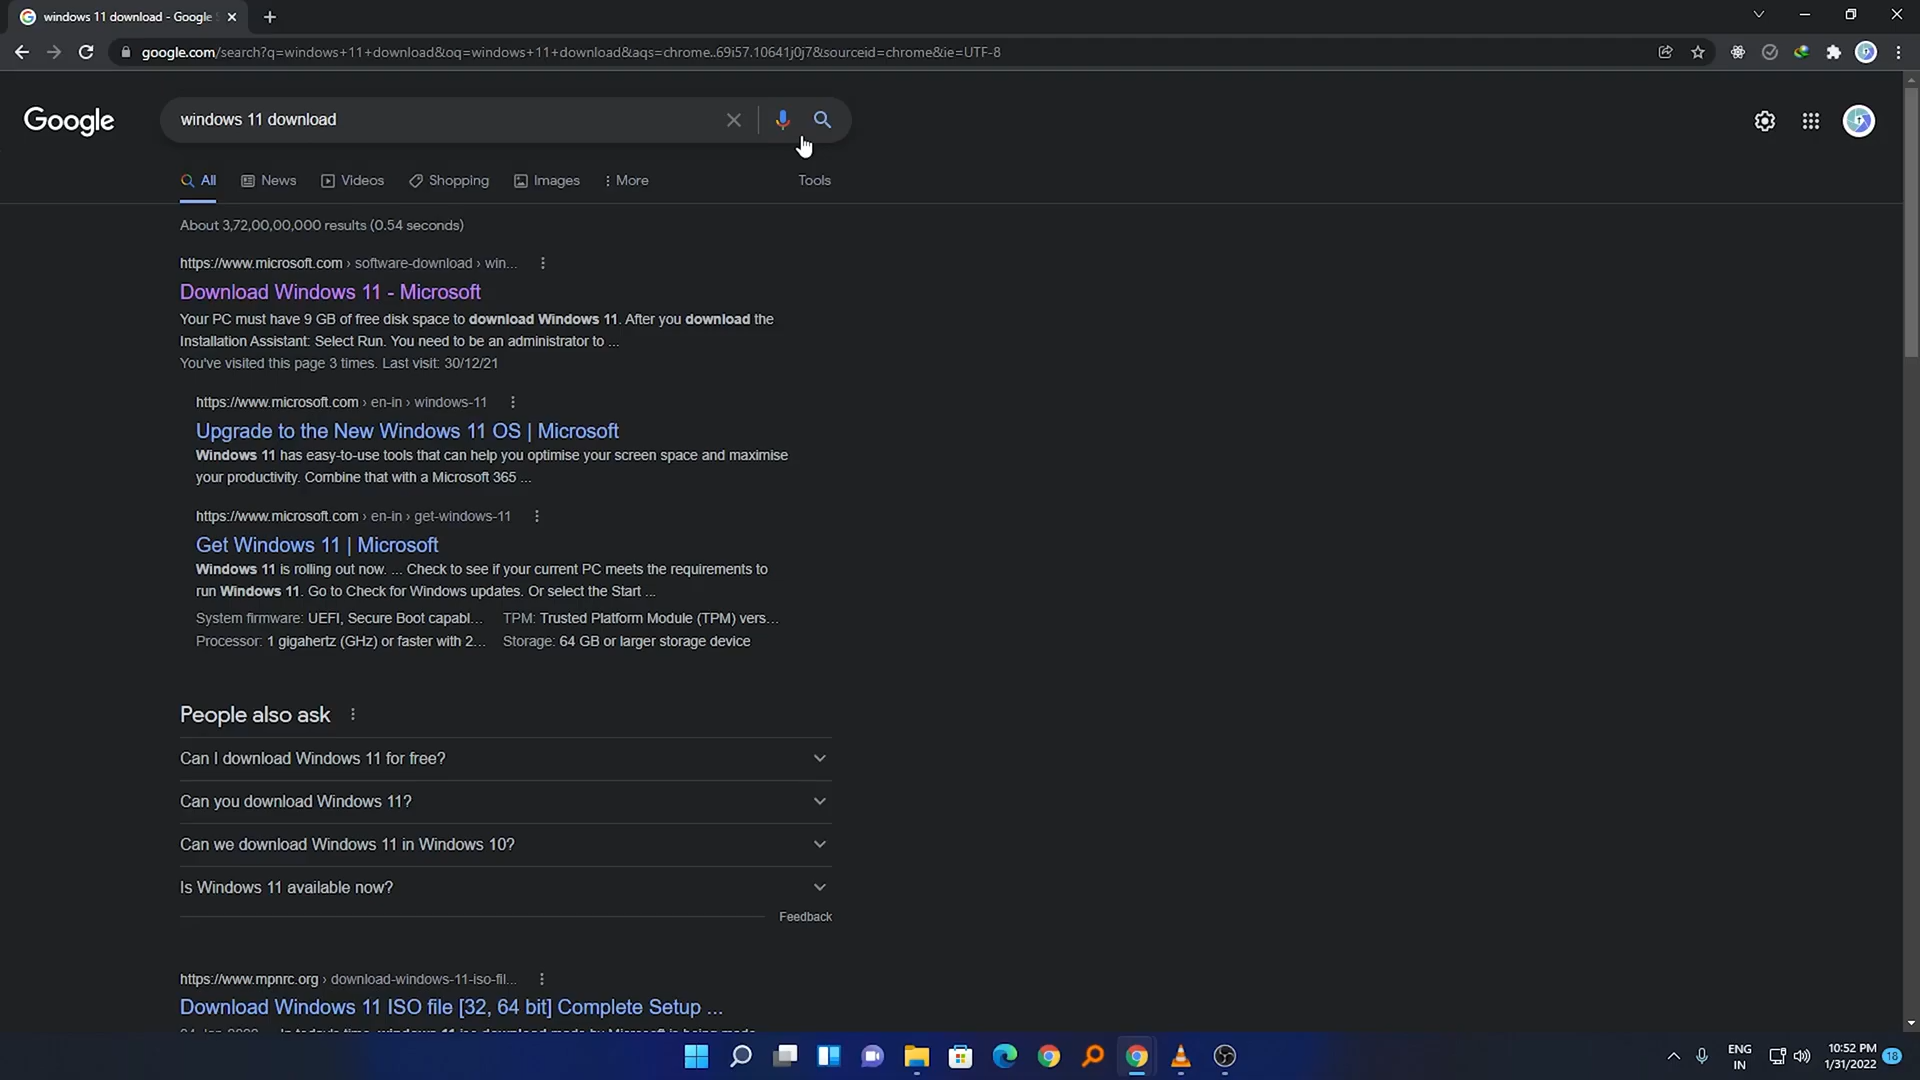 windows 11 download - Google
google.com/search?q=windows+11+download&oq=windows+11+download&aqs=chrome..69i57.10641j0j7&sourceid=chrome&ie=UTF-8
Google
windows 11 download
All
News
Videos
Shopping
Images
More
Tools
About 3,72,00,00,000 results (0.54 seconds)
https://www.microsoft.com › software-download › win...
Download Windows 11 - Microsoft
Your PC must have 9 GB of free disk space to download Windows 11. After you download the
Installation Assistant: Select Run. You need to be an administrator to ...
You've visited this page 3 times. Last visit: 30/12/21
https://www.microsoft.com › en-in › windows-11
Upgrade to the New Windows 11 OS | Microsoft
Windows 11 has easy-to-use tools that can help you optimise your screen space and maximise
your productivity. Combine that with a Microsoft 365 ...
https://www.microsoft.com › en-in › get-windows-11
Get Windows 11 | Microsoft
Windows 11 is rolling out now. ... Check to see if your current PC meets the requirements to
run Windows 11. Go to Check for Windows updates. Or select the Start ...
System firmware: UEFI, Secure Boot capabl... TPM: Trusted Platform Module (TPM) vers...
Processor: 1 gigahertz (GHz) or faster with 2... Storage: 64 GB or larger storage device
People also ask
Can I download Windows 11 for free?
Can you download Windows 11?
Can we download Windows 11 in Windows 10?
Is Windows 11 available now?
Feedback
https://www.mpnrc.org › download-windows-11-iso-fil...
Download Windows 11 ISO file [32, 64 bit] Complete Setup ...
ENG
IN
10:52 PM
1/31/2022
18